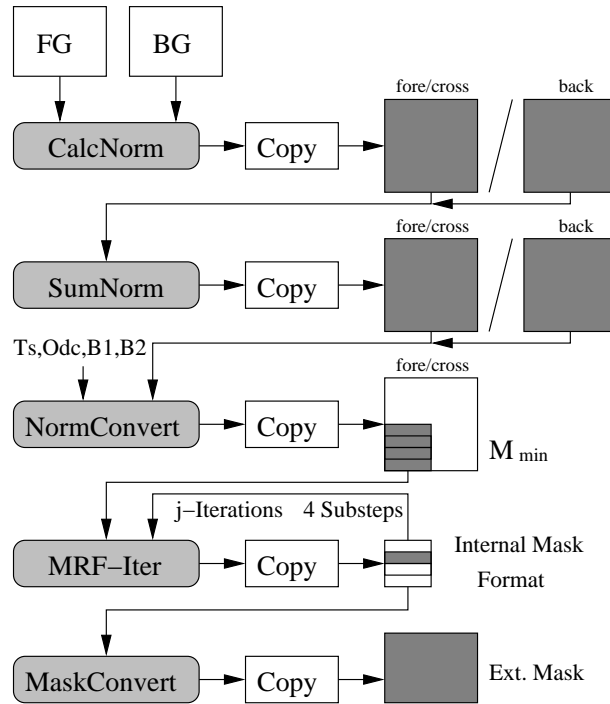 FG
BG
fore/cross
back
CalcNorm
Copy
fore/cross
back
SumNorm
Copy
Ts,Odc,B1,B2
fore/cross
NormConvert
Copy
M min
j-Iterations 4 Substeps
MRF-Iter
Copy
Internal Mask
Format
MaskConvert
Copy
Ext. Mask